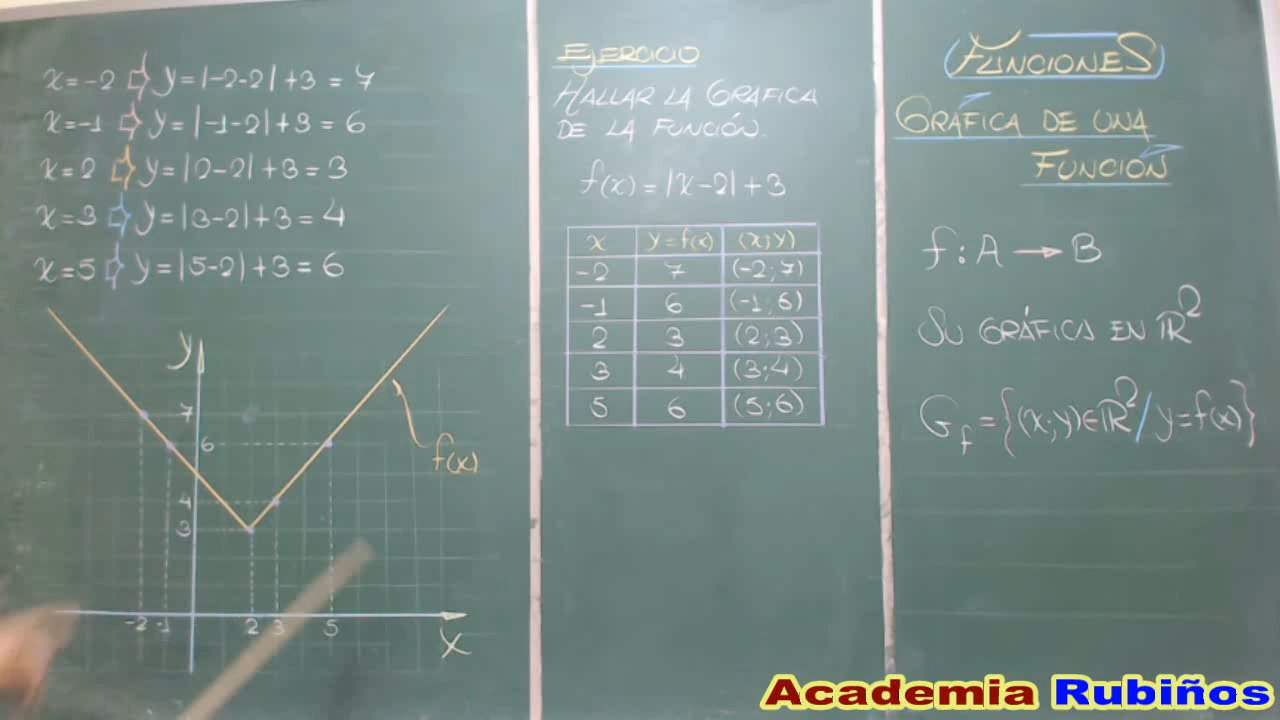 x=-2 ⇨ y=|-2-2|+3 = 7
x=-1 ⇨ y=|-1-2|+3 = 6
x=2 ⇨ y=|2-2|+3 = 3
x=3 ⇨ y=|3-2|+3 = 4
x=5 ⇨ y=|5-2|+3 = 6
y
7
6
4
3
f(x)
-2 -1 2 3 5
x
EJERCICIO
HALLAR LA GRAFICA
DE LA FUNCIÓN.
f(x) = |x-2|+3
x y=f(x) (x;y)
-2 7 (-2;7)
-1 6 (-1;6)
2 3 (2;3)
3 4 (3;4)
5 6 (5;6)
FUNCIONES
GRÁFICA DE UNA
FUNCIÓN
f: A → B
SU GRÁFICA EN ℝ²
G_f = {(x;y)∈ℝ² / y=f(x)}
Academia Rubiños